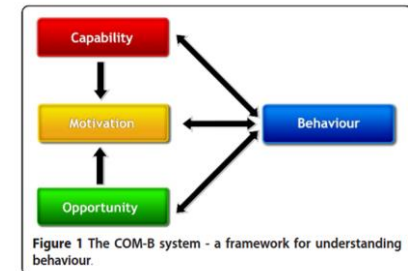 Capability
Motivation
Behaviour
Opportunity
Figure 1 The COM-B system - a framework for understanding
behaviour.